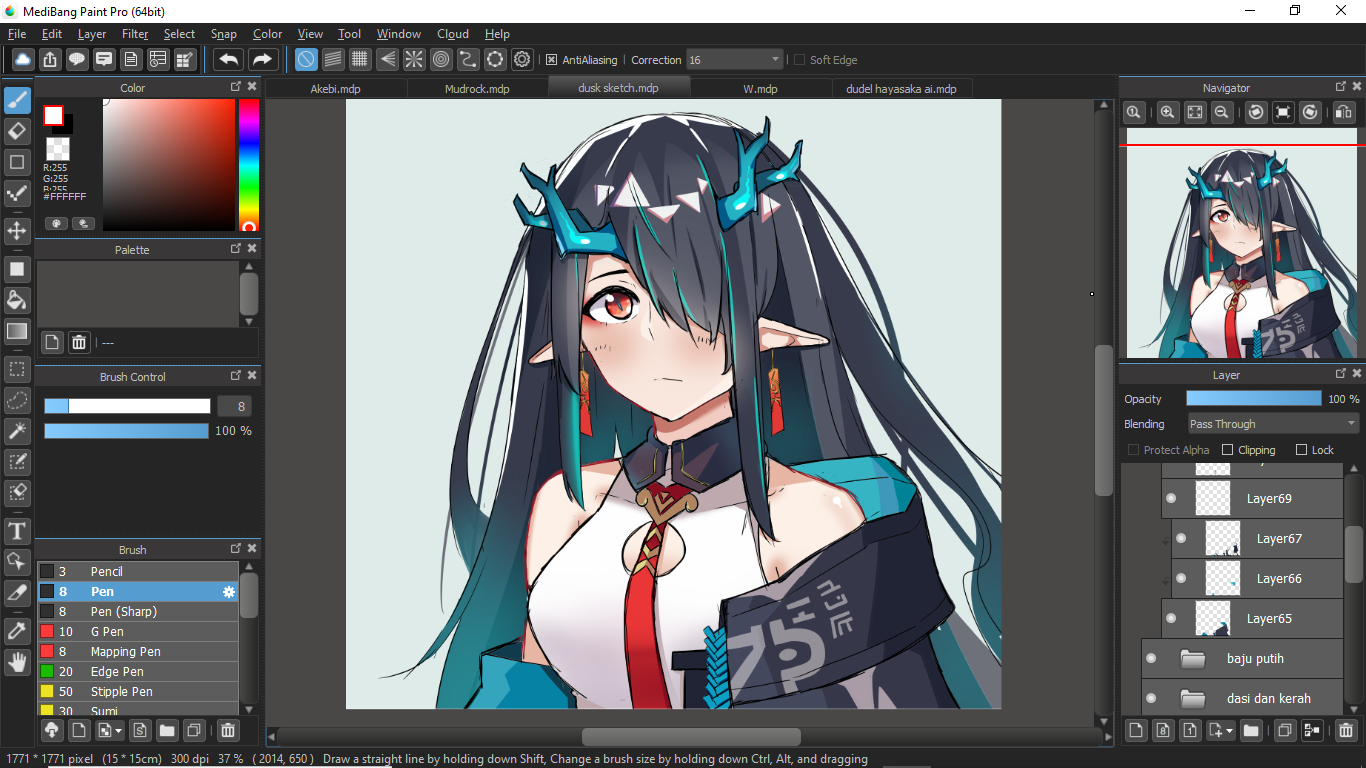 MediBang Paint Pro (64bit)
File Edit Layer Filter Select Snap Color View Tool Window Cloud Help
AntiAliasing Correction 16 Soft Edge
Color
Akebi.mdp Mudrock.mdp dusk sketch.mdp W.mdp dudel hayasaka ai.mdp
Navigator
R:255
G:255
B:255
#FFFFFF
Palette
---
Brush Control
8
100 %
Brush
3 Pencil
8 Pen
8 Pen (Sharp)
10 G Pen
8 Mapping Pen
20 Edge Pen
50 Stipple Pen
30 Sumi
T
75
Layer
Opacity 100 %
Blending Pass Through
Protect Alpha Clipping Lock
Layer69
Layer67
Layer66
Layer65
baju putih
dasi dan kerah
1771 * 1771 pixel (15 * 15cm) 300 dpi 37 % ( 2014, 650 ) Draw a straight line by holding down Shift, Change a brush size by holding down Ctrl, Alt, and dragging